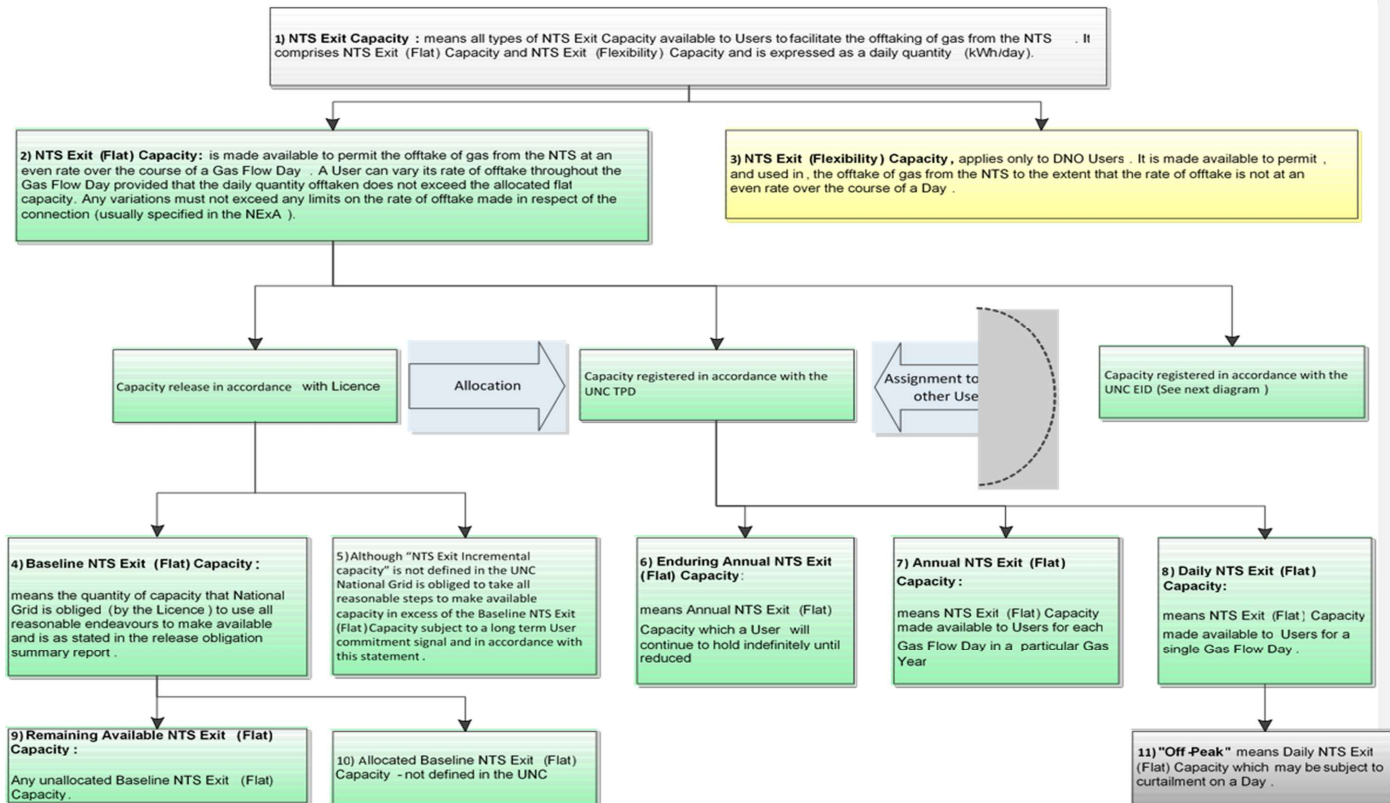 1) NTS Exit Capacity : means all types of NTS Exit Capacity available to Users to facilitate the offtaking of gas from the NTS . It
comprises NTS Exit (Flat) Capacity and NTS Exit (Flexibility) Capacity and is expressed as a daily quantity (kWh/day).
2) NTS Exit (Flat) Capacity: is made available to permit the offtake of gas from the NTS at an
even rate over the course of a Gas Flow Day . A User can vary its rate of offtake throughout the
Gas Flow Day provided that the daily quantity offtaken does not exceed the allocated flat
capacity. Any variations must not exceed any limits on the rate of offtake made in respect of the
connection (usually specified in the NExA ).
3) NTS Exit (Flexibility) Capacity, applies only to DNO Users . It is made available to permit ,
and used in , the offtake of gas from the NTS to the extent that the rate of offtake is not at an
even rate over the course of a Day .
Capacity release in accordance with Licence
Allocation
Capacity registered in accordance with the
UNC TPD
Assignment to
other Use
Capacity registered in accordance with the
UNC EID (See next diagram )
4) Baseline NTS Exit (Flat) Capacity :
means the quantity of capacity that National
Grid is obliged (by the Licence ) to use all
reasonable endeavours to make available
and is as stated in the release obligation
summary report .
5) Although "NTS Exit Incremental
capacity" is not defined in the UNC
National Grid is obliged to take all
reasonable steps to make available
capacity in excess of the Baseline NTS Exit
(Flat) Capacity subject to a long term User
commitment signal and in accordance with
this statement .
6) Enduring Annual NTS Exit
(Flat) Capacity:
means Annual NTS Exit (Flat)
Capacity which a User will
continue to hold indefinitely until
reduced
7) Annual NTS Exit (Flat)
Capacity :
means NTS Exit (Flat) Capacity
made available to Users for each
Gas Flow Day in a particular Gas
Year
8) Daily NTS Exit (Flat)
Capacity:
means NTS Exit (Flat) Capacity
made available to Users for a
single Gas Flow Day .
9) Remaining Available NTS Exit (Flat)
Capacity :
Any unallocated Baseline NTS Exit (Flat)
Capacity .
10) Allocated Baseline NTS Exit (Flat)
Capacity - not defined in the UNC
11) "Off-Peak" means Daily NTS Exit
(Flat) Capacity which may be subject to
curtailment on a Day .